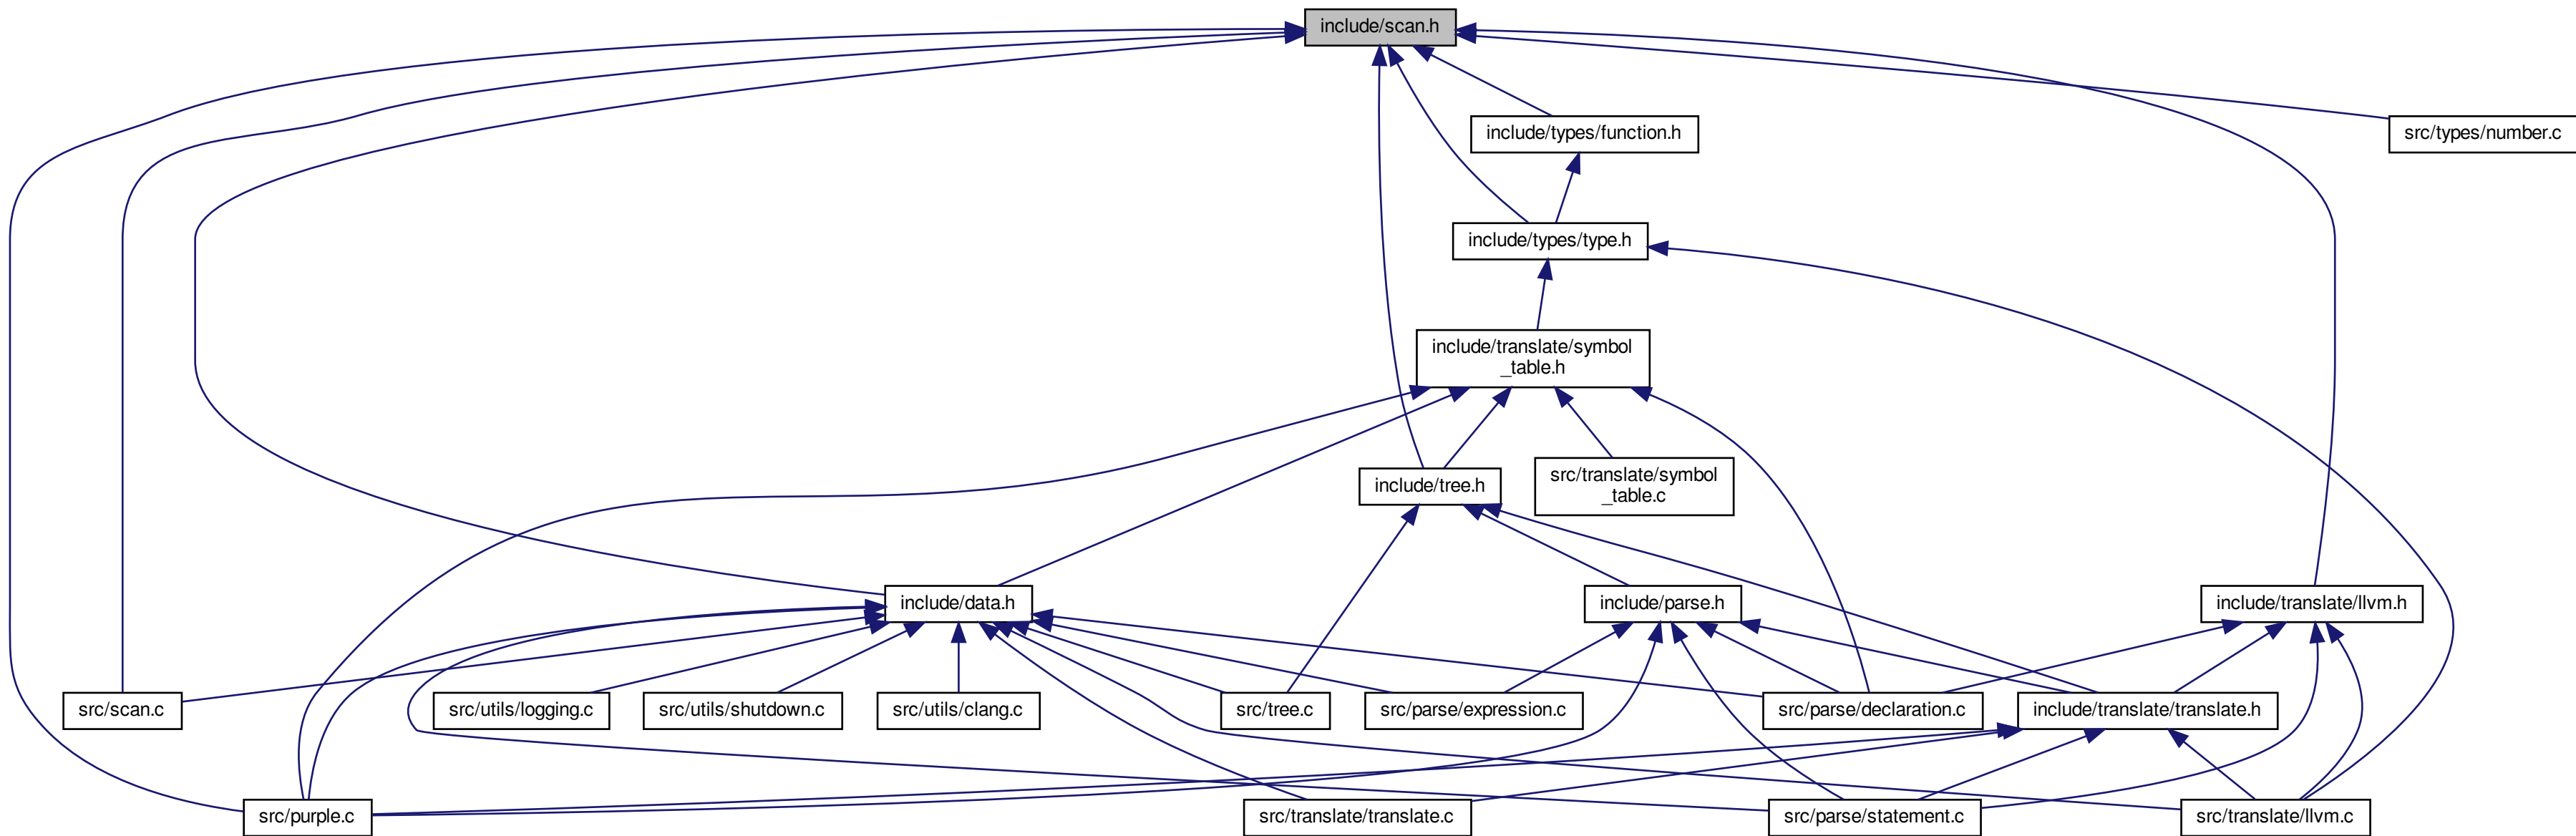 include/scan.h
include/types/function.h
src/types/number.c
include/types/type.h
include/translate/symbol
_table.h
include/tree.h
src/translate/symbol
_table.c
include/data.h
include/parse.h
include/translate/llvm.h
src/scan.c
src/utils/logging.c
src/utils/shutdown.c
src/utils/clang.c
src/tree.c
src/parse/expression.c
src/parse/declaration.c
include/translate/translate.h
src/purple.c
src/translate/translate.c
src/parse/statement.c
src/translate/llvm.c